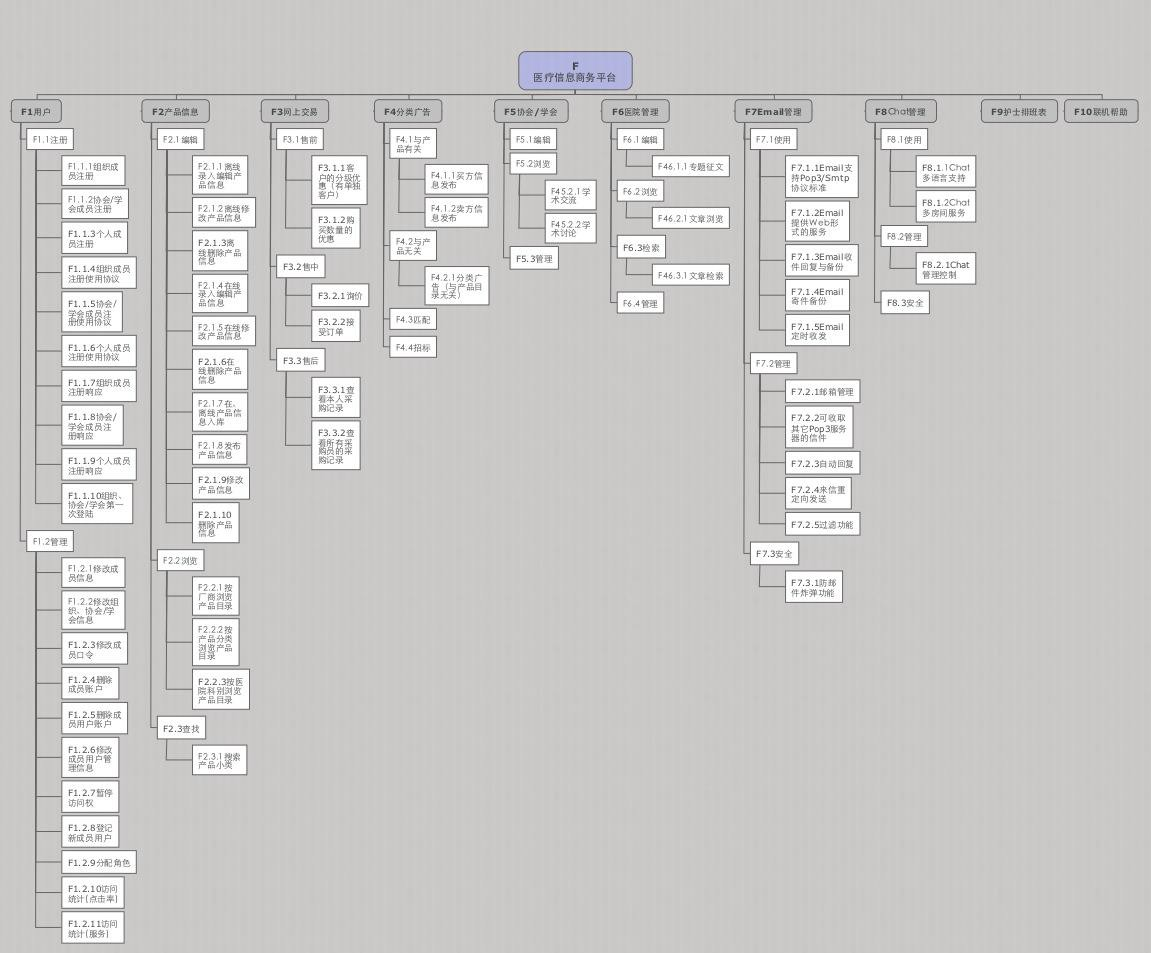 F
医疗信息商务平台
F1用户
F1.1注册
F1.1.1组织成
员注册
F1.1.2协会/学
会成员注册
F1.1.3个人成
员注册
F1.1.4组织成员
注册使用协议
F1.1.5协会/
学会成员注
册使用协议
F1.1.6个人成员
注册使用协议
F1.1.7组织成员
注册响应
F1.1.8协会/
学会成员注
册响应
F1.1.9个人成员
注册响应
F1.1.10组织、
协会/学会第一
次登陆
F1.2管理
F1.2.1修改成
员信息
F1.2.2修改组
织、协会/学
会信息
F1.2.3修改成
员口令
F1.2.4删除
成员账户
F1.2.5删除成
员用户账户
F1.2.6修改
成员用户管
理信息
F1.2.7暂停
访问权
F1.2.8登记
新成员用户
F1.2.9分配角色
F1.2.10访问
统计(点击率)
F1.2.11访问
统计(服务)
F2产品信息
F2.1编辑
F2.1.1离线
录入编辑产
品信息
F2.1.2离线修
改产品信息
F2.1.3离
线删除产品
信息
F2.1.4在线
录入编辑产
品信息
F2.1.5在线修
改产品信息
F2.1.6在
线删除产品
信息
F2.1.7在、
离线产品信
息入库
F2.1.8发布
产品信息
F2.1.9修改
产品信息
F2.1.10
删除产品
信息
F2.2浏览
F2.2.1按
厂商浏览
产品目录
F2.2.2按
产品分类
浏览产品
目录
F2.2.3按医
院科别浏览
产品目录
F2.3查找
F2.3.1搜索
产品小类
F3网上交易
F3.1售前
F3.1.1客
户的分级优
惠（有单独
客户）
F3.1.2购
买数量的
优惠
F3.2售中
F3.2.1询价
F3.2.2接
受订单
F3.3售后
F3.3.1查
看本人采
购记录
F3.3.2查
看所有采
购员的采
购记录
F4分类广告
F4.1与产
品有关
F4.1.1买方信
息发布
F4.1.2卖方信
息发布
F4.2与产
品无关
F4.2.1分类广
告（与产品目
录无关）
F4.3匹配
F4.4招标
F5协会/学会
F5.1编辑
F5.2浏览
F45.2.1学
术交流
F45.2.2学
术讨论
F5.3管理
F6医院管理
F6.1编辑
F46.1.1专题征文
F6.2浏览
F46.2.1文章浏览
F6.3检索
F46.3.1文章检索
F6.4管理
F7Email管理
F7.1使用
F7.1.1Email支
持Pop3/Smtp
协议标准
F7.1.2Email
提供Web形
式的服务
F7.1.3Email收
件回复与备份
F7.1.4Email
寄件备份
F7.1.5Email
定时收发
F7.2管理
F7.2.1邮箱管理
F7.2.2可收取
其它Pop3服务
器的信件
F7.2.3自动回复
F7.2.4来信重
定向发送
F7.2.5过滤功能
F7.3安全
F7.3.1防邮
件炸弹功能
F8Chat管理
F8.1使用
F8.1.1Chat
多语言支持
F8.1.2Chat
多房间服务
F8.2管理
F8.2.1Chat
管理控制
F8.3安全
F9护士排班表
F10联机帮助